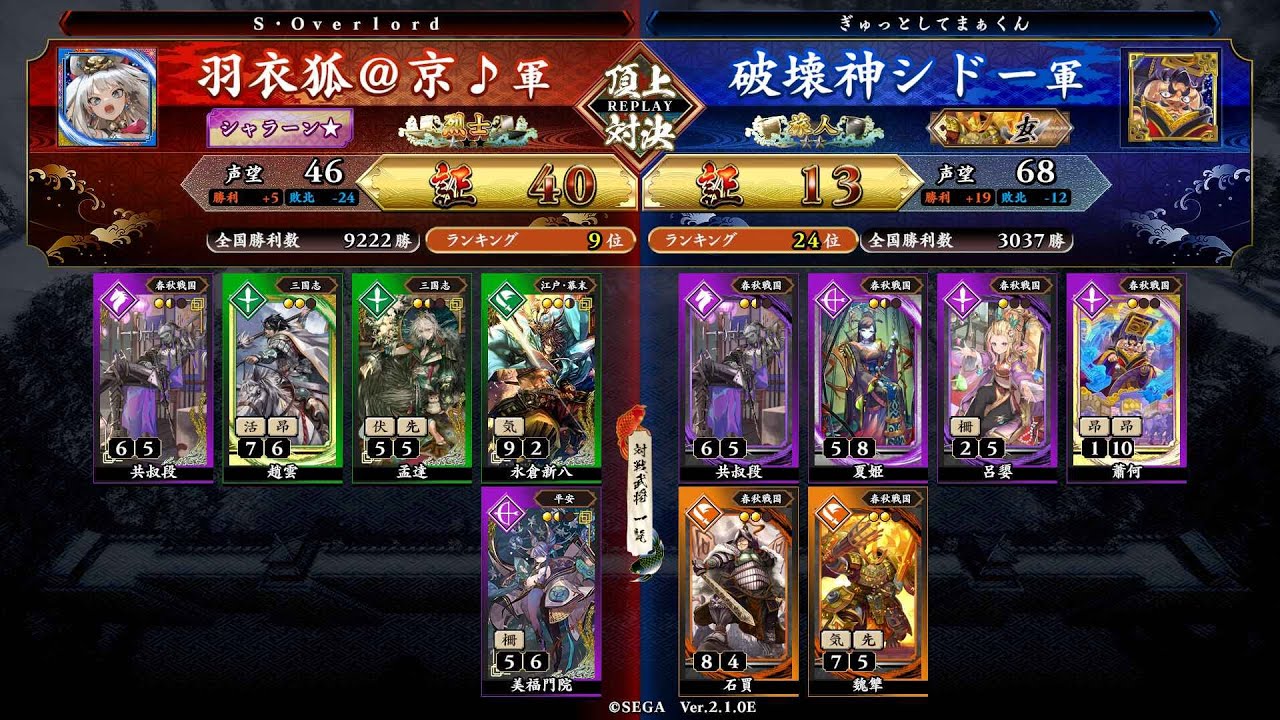 S・Overlord
ぎゅっとしてまぁくん
羽衣狐@京♪軍
頂上
REPLAY
対決
破壊神シドー軍
シャラーン★
烈士
旅人
女
声望 46
勝利 +5 敗北 -24
証 40
証 13
声望 68
勝利 +19 敗北 -12
全国勝利数 9222勝
ランキング 9位
ランキング 24位
全国勝利数 3037勝
春秋戦国
6 5
共叔段
三国志
活 昂
7 6
趙雲
三国志
伏 先
5 5
孟達
江戸・幕末
気
9 2
永倉新八
平安
柵
5 6
美福門院
対戦武将一覧
春秋戦国
6 5
共叔段
春秋戦国
5 8
夏姫
春秋戦国
柵
2 5
呂嬃
春秋戦国
昂 昂
1 10
蕭何
春秋戦国
8 4
石買
春秋戦国
気 先
7 5
魏犨
©SEGA Ver.2.1.0E